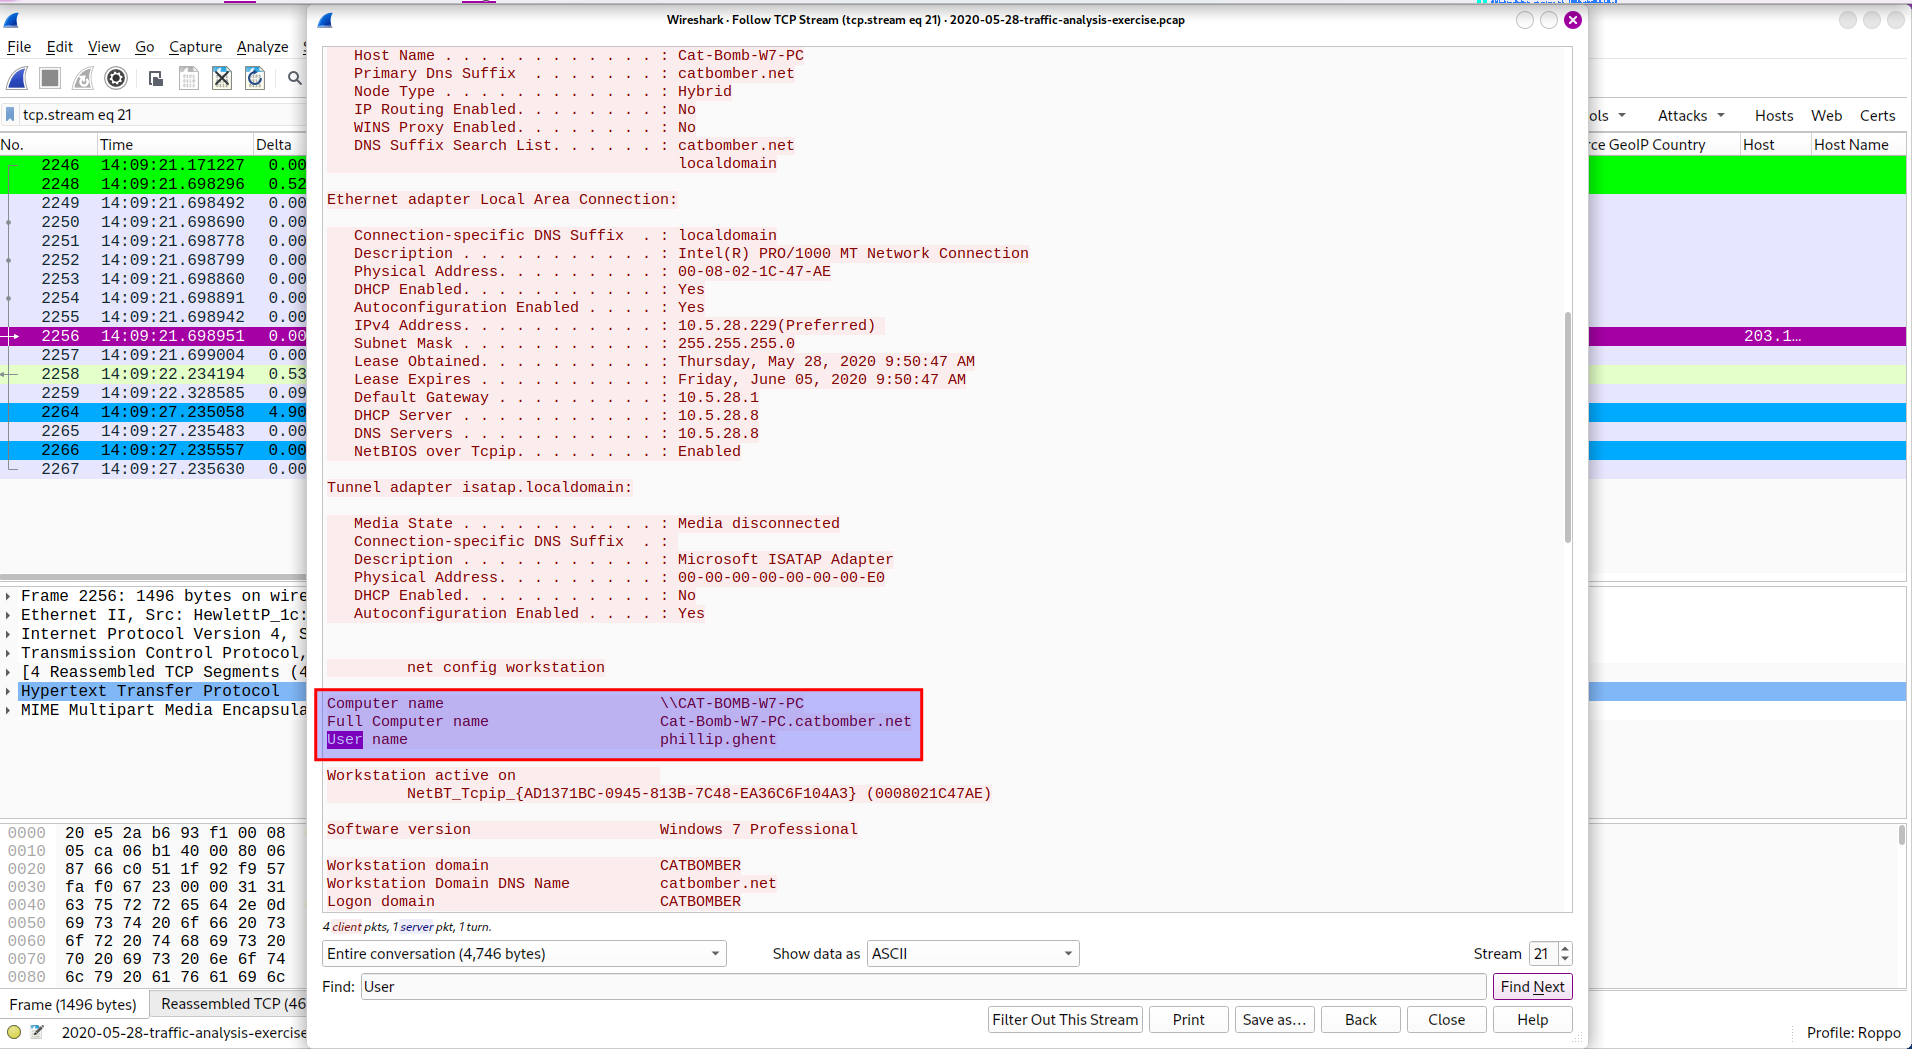 Wireshark · Follow TCP Stream (tcp.stream eq 21) · 2020-05-28-traffic-analysis-exercise.pcap
File Edit View Go Capture Analyze
tcp.stream eq 21
Attacks Hosts Web Certs
No. Time Delta
GeoIP Country Host Host Name
2246 14:09:21.171227 0.00
2248 14:09:21.698296 0.52
2249 14:09:21.698492 0.00
2250 14:09:21.698690 0.00
2251 14:09:21.698778 0.00
2252 14:09:21.698799 0.00
2253 14:09:21.698860 0.00
2254 14:09:21.698891 0.00
2255 14:09:21.698942 0.00
2256 14:09:21.698951 0.00 203.1...
2257 14:09:21.699004 0.00
2258 14:09:22.234194 0.53
2259 14:09:22.328585 0.09
2264 14:09:27.235058 4.90
2265 14:09:27.235483 0.00
2266 14:09:27.235557 0.00
2267 14:09:27.235630 0.00
Frame 2256: 1496 bytes on wire
Ethernet II, Src: HewlettP_1c:
Internet Protocol Version 4, S
Transmission Control Protocol,
[4 Reassembled TCP Segments (4
Hypertext Transfer Protocol
MIME Multipart Media Encapsula
0000 20 e5 2a b6 93 f1 00 08
0010 05 ca 06 b1 40 00 80 06
0020 87 66 c0 51 1f 92 f9 57
0030 fa f0 67 23 00 00 31 31
0040 63 75 72 72 65 64 2e 0d
0050 69 73 74 20 6f 66 20 73
0060 6f 72 20 74 68 69 73 20
0070 70 20 69 73 20 6e 6f 74
0080 6c 79 20 61 76 61 69 6c
Frame (1496 bytes) Reassembled TCP (46
2020-05-28-traffic-analysis-exercise
Profile: Roppo
Host Name . . . . . . . . . . . . : Cat-Bomb-W7-PC
Primary Dns Suffix . . . . . . . : catbomber.net
Node Type . . . . . . . . . . . . : Hybrid
IP Routing Enabled. . . . . . . . : No
WINS Proxy Enabled. . . . . . . . : No
DNS Suffix Search List. . . . . . : catbomber.net
localdomain
Ethernet adapter Local Area Connection:
Connection-specific DNS Suffix . : localdomain
Description . . . . . . . . . . . : Intel(R) PRO/1000 MT Network Connection
Physical Address. . . . . . . . . : 00-08-02-1C-47-AE
DHCP Enabled. . . . . . . . . . . : Yes
Autoconfiguration Enabled . . . . : Yes
IPv4 Address. . . . . . . . . . . : 10.5.28.229(Preferred)
Subnet Mask . . . . . . . . . . . : 255.255.255.0
Lease Obtained. . . . . . . . . . : Thursday, May 28, 2020 9:50:47 AM
Lease Expires . . . . . . . . . . : Friday, June 05, 2020 9:50:47 AM
Default Gateway . . . . . . . . . : 10.5.28.1
DHCP Server . . . . . . . . . . . : 10.5.28.8
DNS Servers . . . . . . . . . . . : 10.5.28.8
NetBIOS over Tcpip. . . . . . . . : Enabled
Tunnel adapter isatap.localdomain:
Media State . . . . . . . . . . . : Media disconnected
Connection-specific DNS Suffix . :
Description . . . . . . . . . . . : Microsoft ISATAP Adapter
Physical Address. . . . . . . . . : 00-00-00-00-00-00-00-E0
DHCP Enabled. . . . . . . . . . . : No
Autoconfiguration Enabled . . . . : Yes
net config workstation
Computer name \\CAT-BOMB-W7-PC
Full Computer name Cat-Bomb-W7-PC.catbomber.net
User name phillip.ghent
Workstation active on
NetBT_Tcpip_{AD1371BC-0945-813B-7C48-EA36C6F104A3} (0008021C47AE)
Software version Windows 7 Professional
Workstation domain CATBOMBER
Workstation Domain DNS Name catbomber.net
Logon domain CATBOMBER
4 client pkts, 1 server pkt, 1 turn.
Entire conversation (4,746 bytes) Show data as ASCII Stream 21
Find: User Find Next
Filter Out This Stream Print Save as... Back Close Help